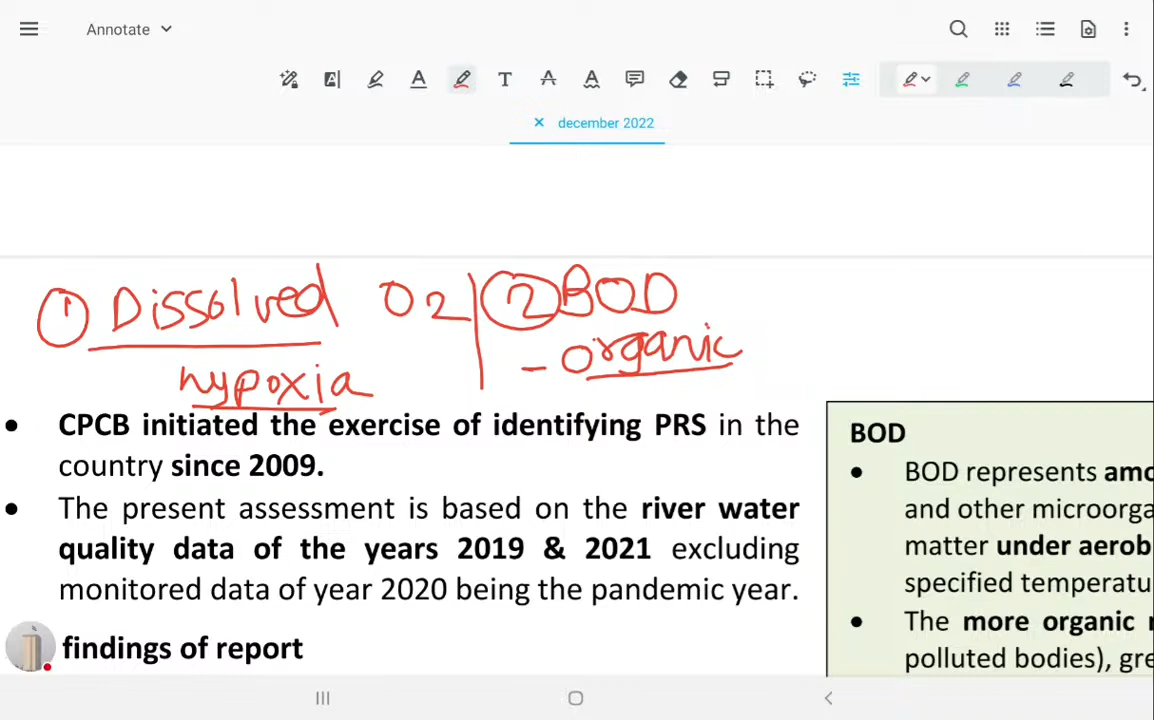 Annotate
december 2022
① Dissolved O2 | ② BOD
hypoxia
- organic
• CPCB initiated the exercise of identifying PRS in the
country since 2009.
• The present assessment is based on the river water
quality data of the years 2019 & 2021 excluding
monitored data of year 2020 being the pandemic year.
findings of report
BOD
• BOD represents amo
and other microorga
matter under aerob
specified temperatu
• The more organic
polluted bodies), gre